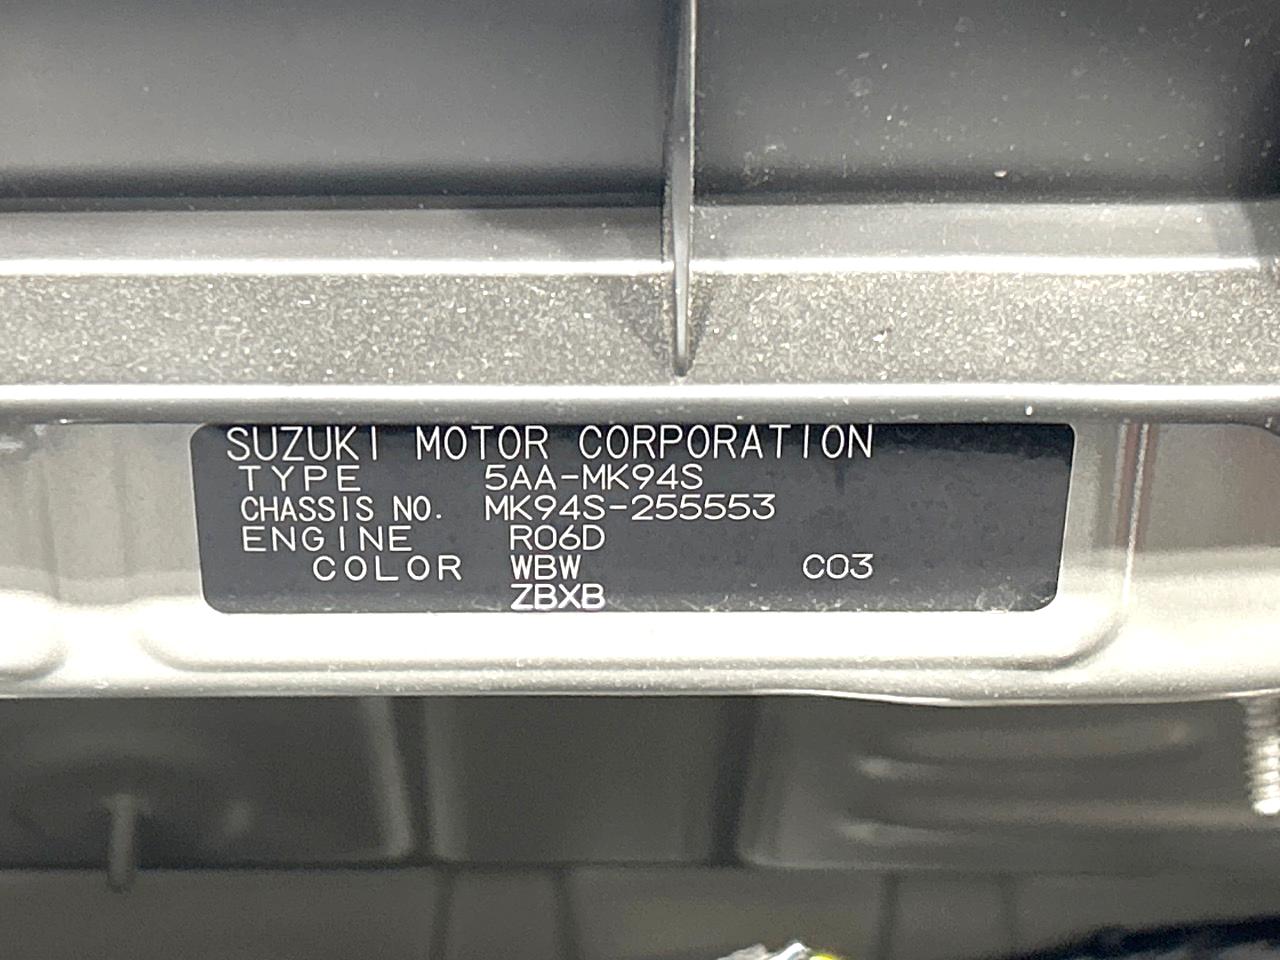 SUZUKI MOTOR CORPORATION
TYPE 5AA-MK94S
CHASSIS NO. MK94S-255553
ENGINE R06D
COLOR WBW C03
ZBXB